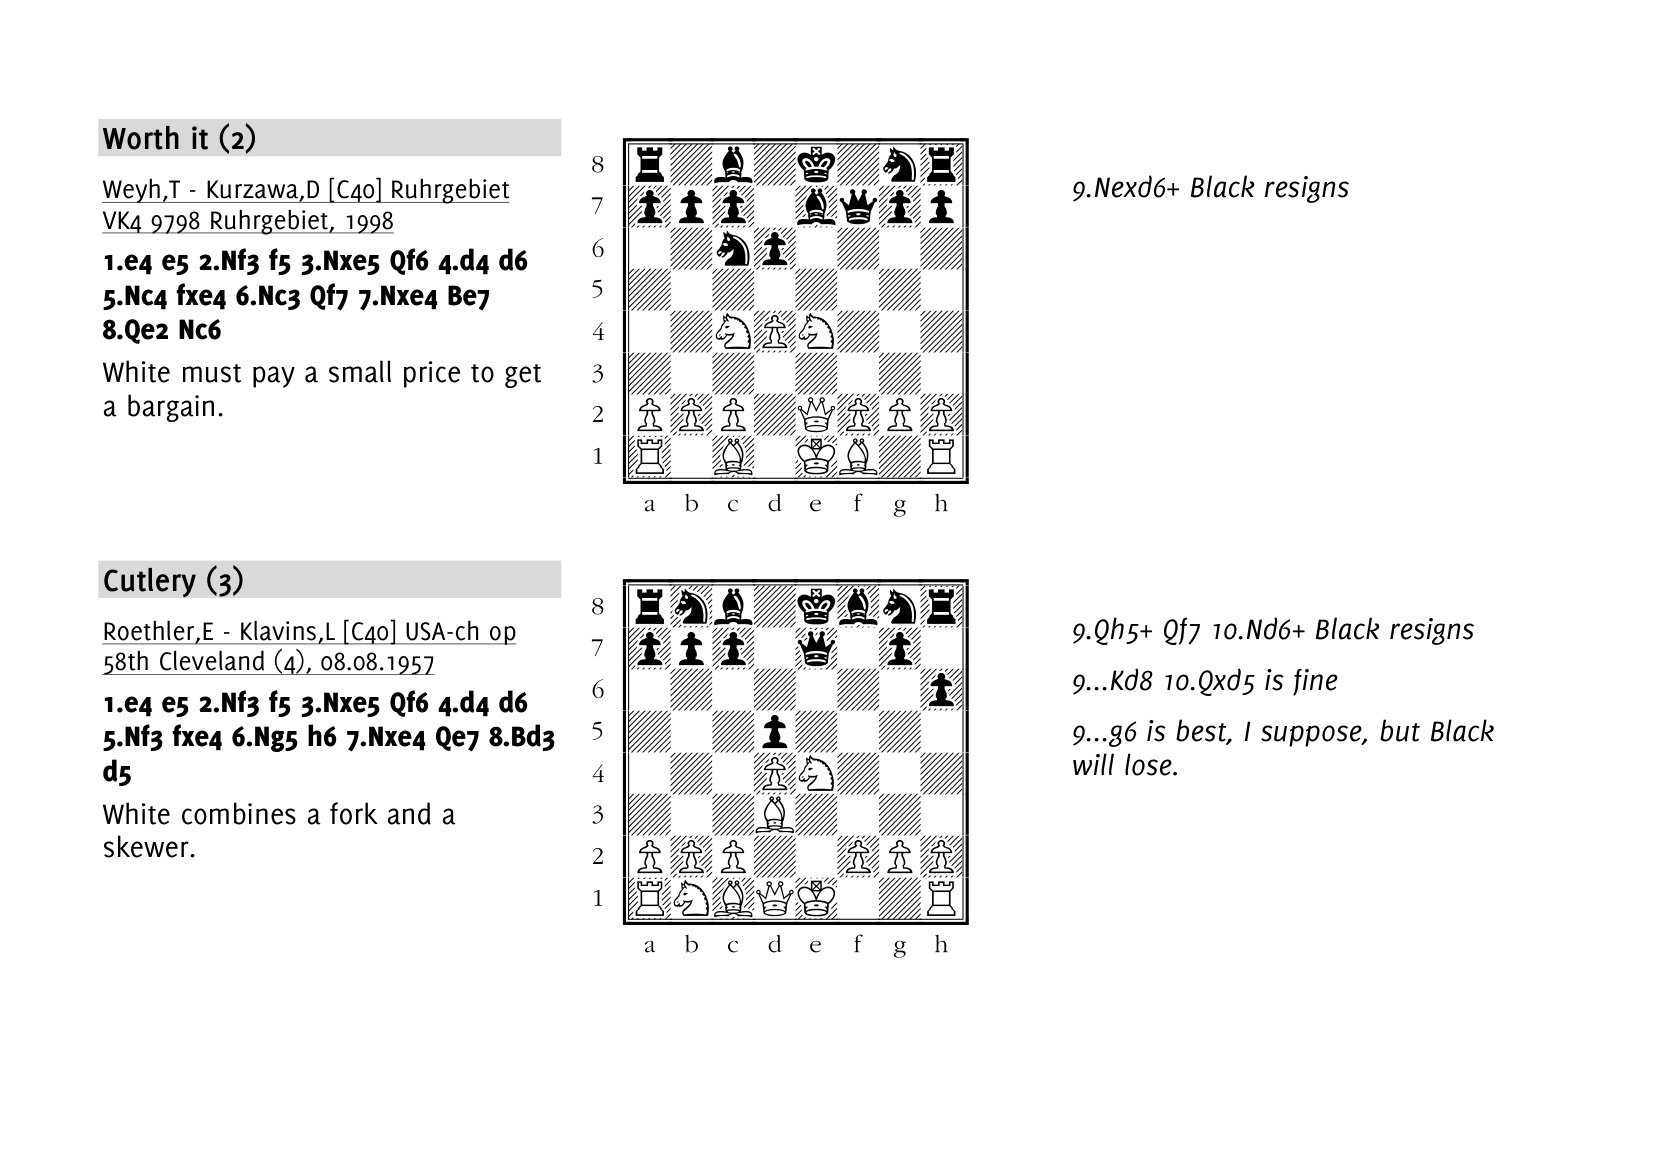 Worth it (2)
Weyh,T - Kurzawa,D [C40] Ruhrgebiet
VK4 9798 Ruhrgebiet, 1998
1.e4 e5 2.Nf3 f5 3.Nxe5 Qf6 4.d4 d6
5.Nc4 fxe4 6.Nc3 Qf7 7.Nxe4 Be7
8.Qe2 Nc6
White must pay a small price to get
a bargain.
8
7
6
5
4
3
2
1
a b c d e f g h
9.Nexd6+ Black resigns
Cutlery (3)
Roethler,E - Klavins,L [C40] USA-ch op
58th Cleveland (4), 08.08.1957
1.e4 e5 2.Nf3 f5 3.Nxe5 Qf6 4.d4 d6
5.Nf3 fxe4 6.Ng5 h6 7.Nxe4 Qe7 8.Bd3
d5
White combines a fork and a
skewer.
8
7
6
5
4
3
2
1
a b c d e f g h
9.Qh5+ Qf7 10.Nd6+ Black resigns
9...Kd8 10.Qxd5 is fine
9...g6 is best, I suppose, but Black
will lose.